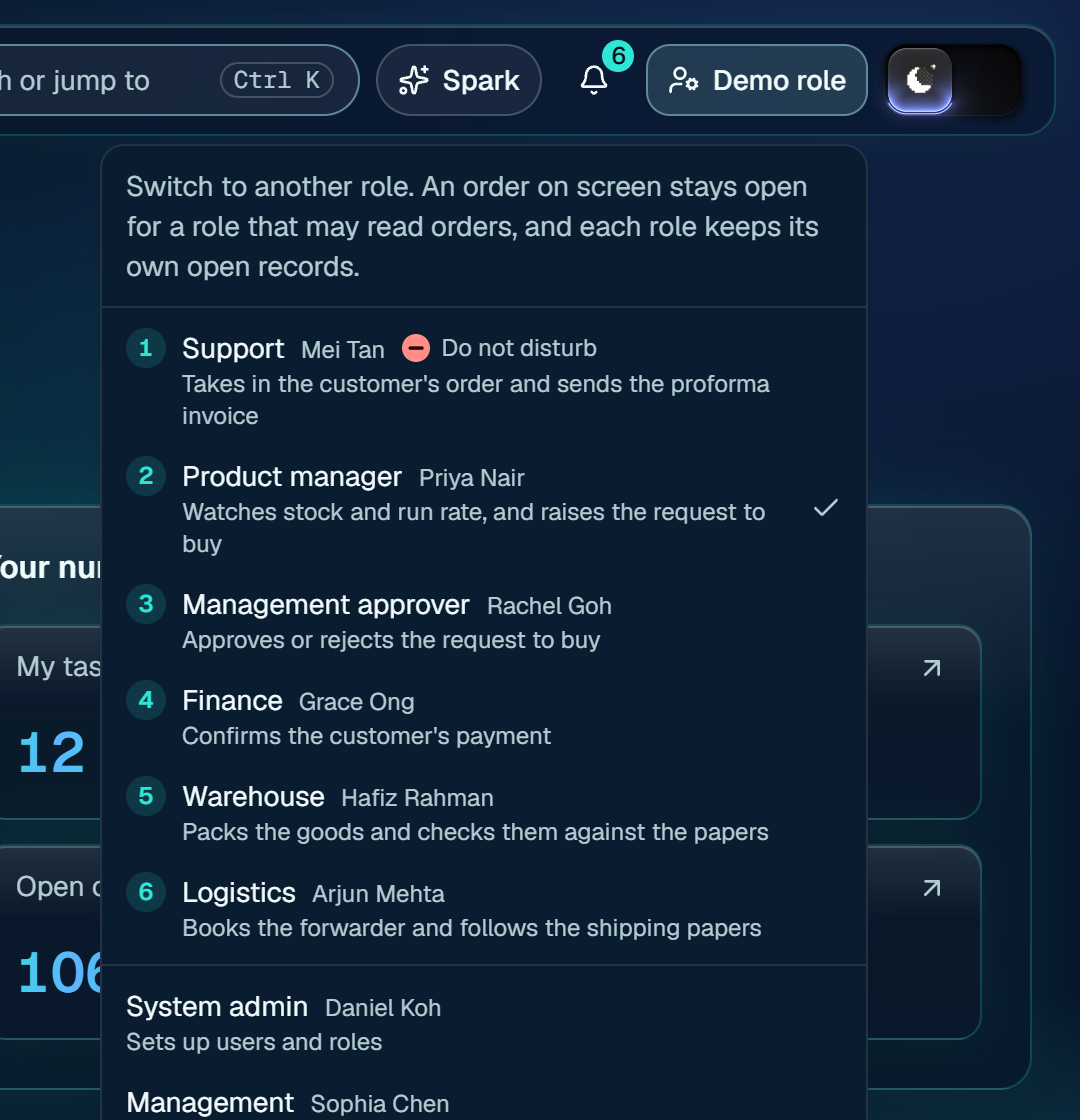 h or jump to
Ctrl K
Spark
6
Demo role
Switch to another role. An order on screen stays open
for a role that may read orders, and each role keeps its
own open records.
1 Support Mei Tan Do not disturb
Takes in the customer's order and sends the proforma
invoice
2 Product manager Priya Nair
Watches stock and run rate, and raises the request to
buy
3 Management approver Rachel Goh
Approves or rejects the request to buy
4 Finance Grace Ong
Confirms the customer's payment
5 Warehouse Hafiz Rahman
Packs the goods and checks them against the papers
6 Logistics Arjun Mehta
Books the forwarder and follows the shipping papers
System admin Daniel Koh
Sets up users and roles
Management Sophia Chen
Your
My tas
12
Open
106